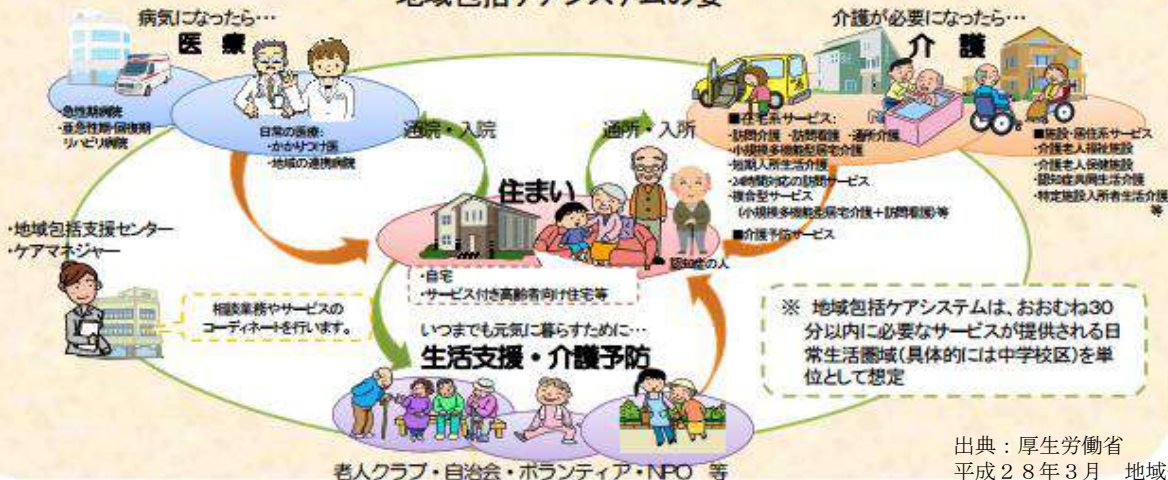 地域包括ケアシステムの姿
病気になったら…
医 療
・急性期病院
・亜急性期・回復期
リハビリ病院
日常の医療:
・かかりつけ医
・地域の連携病院
通院・入院
通所・入所
介護が必要になったら…
介 護
■在宅系サービス:
・訪問介護 ・訪問看護 ・通所介護
・小規模多機能型居宅介護
・短期入所生活介護
・24時間対応の訪問サービス
・複合型サービス
(小規模多機能型居宅介護+訪問看護)等
■介護予防サービス
■施設・居住系サービス
・介護老人福祉施設
・介護老人保健施設
・認知症共同生活介護
・特定施設入所者生活介護
等
住まい
認知症の人
・自宅
・サービス付き高齢者向け住宅等
・地域包括支援センター
・ケアマネジャー
相談業務やサービスの
コーディネートを行います。
いつまでも元気に暮らすために…
生活支援・介護予防
老人クラブ・自治会・ボランティア・NPO 等
※ 地域包括ケアシステムは、おおむね30
分以内に必要なサービスが提供される日
常生活圏域(具体的には中学校区)を単
位として想定
出典:厚生労働省
平成28年3月 地域